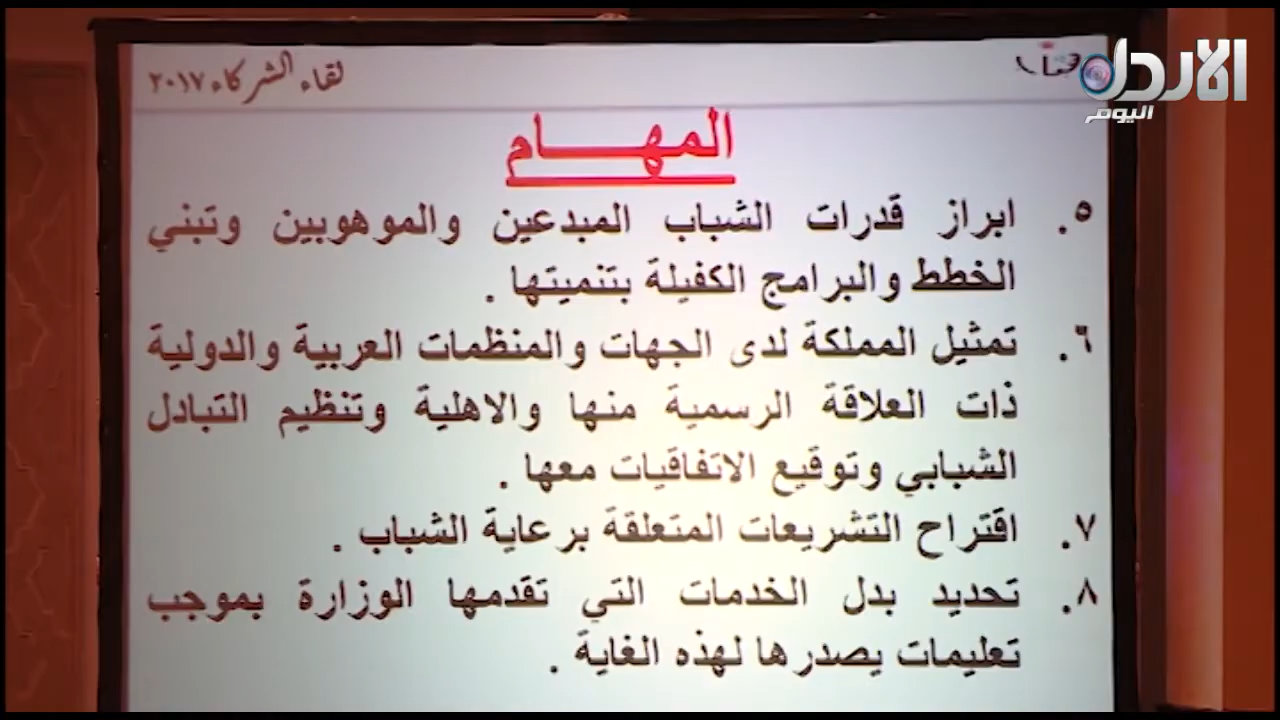 الاردن
اليوم
لقاء الشركاء ٢٠١٧
المهـــــام
٥. ابراز قدرات الشباب المبدعين والموهوبين وتبني
الخطط والبرامج الكفيلة بتنميتها .
٦. تمثيل المملكة لدى الجهات والمنظمات العربية والدولية
ذات العلاقة الرسمية منها والاهلية وتنظيم التبادل
الشبابي وتوقيع الاتفاقيات معها .
٧. اقتراح التشريعات المتعلقة برعاية الشباب .
٨. تحديد بدل الخدمات التي تقدمها الوزارة بموجب
تعليمات يصدرها لهذه الغاية .